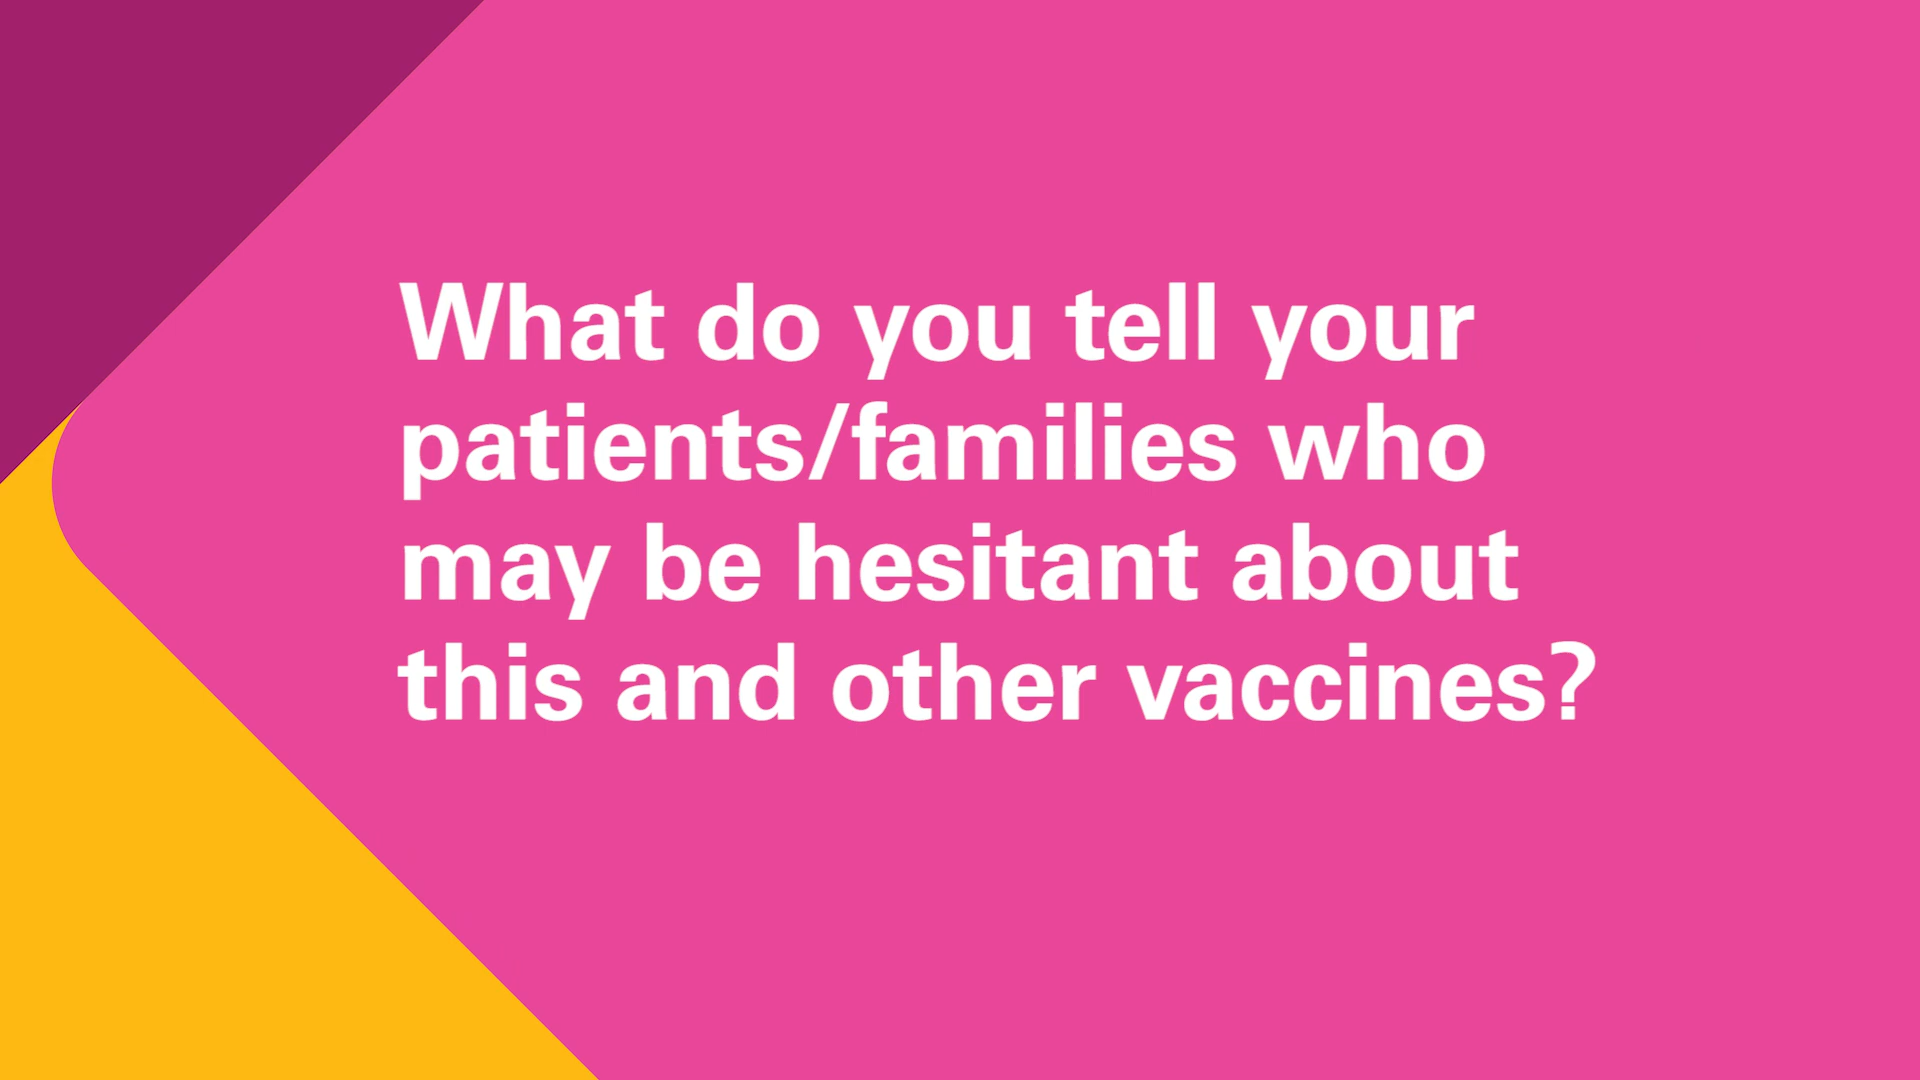 What do you tell your
patients/families who
may be hesitant about
this and other vaccines?